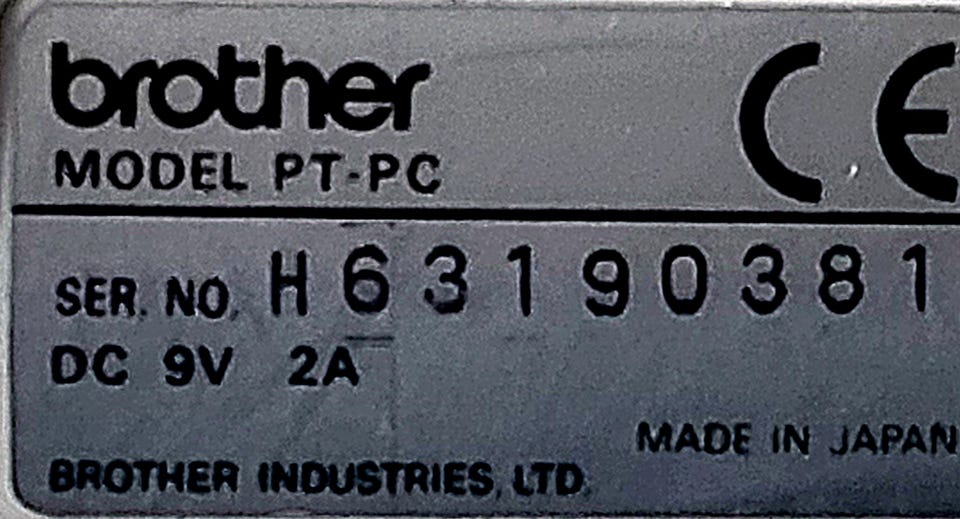 brother CE
MODEL PT-PC
SER. NO. H63190381
DC 9V 2A
MADE IN JAPAN
BROTHER INDUSTRIES, LTD.